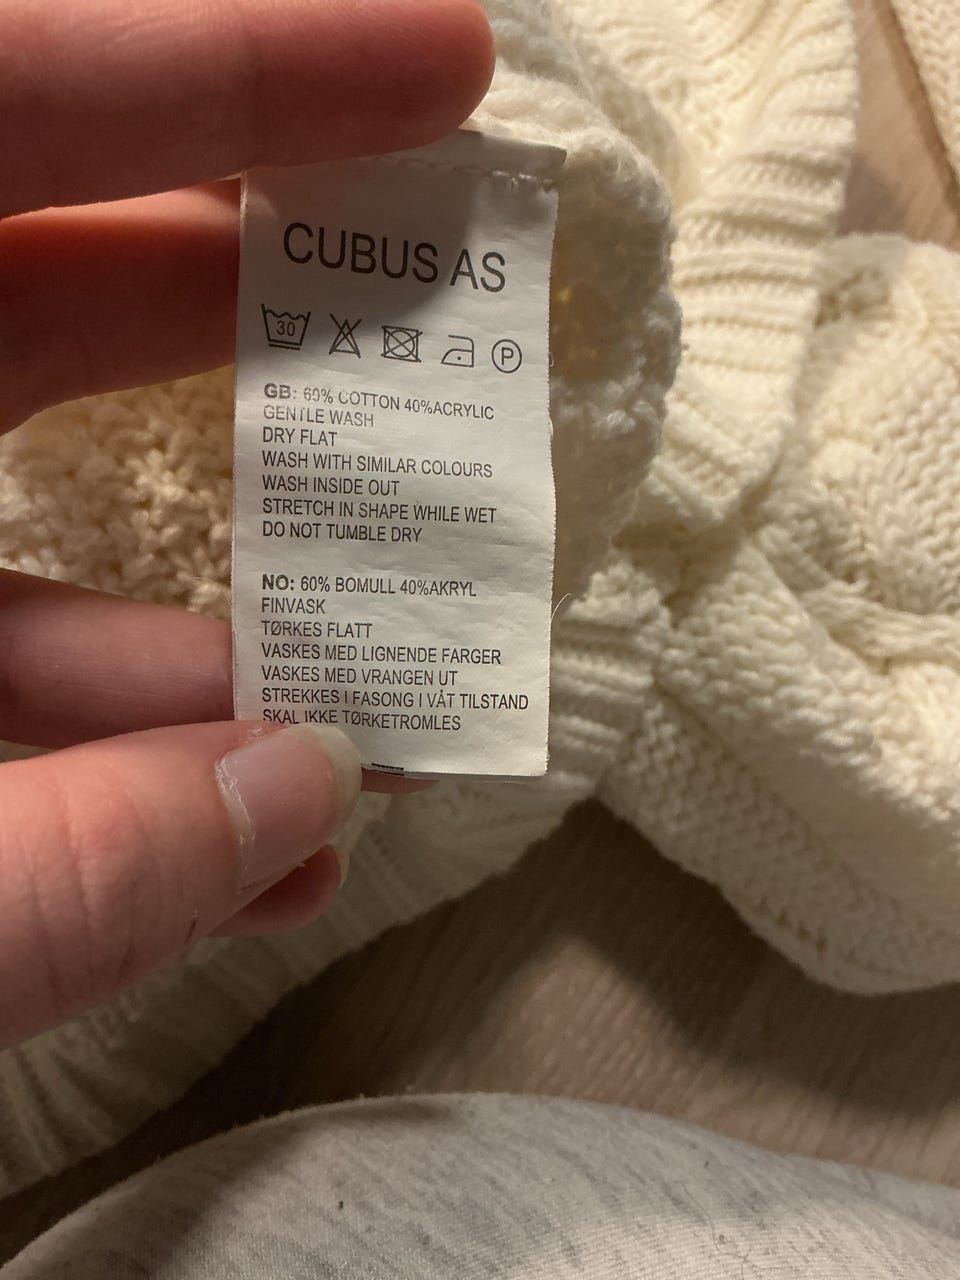 CUBUS AS
30
P
GB: 60% COTTON 40%ACRYLIC
GENTLE WASH
DRY FLAT
WASH WITH SIMILAR COLOURS
WASH INSIDE OUT
STRETCH IN SHAPE WHILE WET
DO NOT TUMBLE DRY
NO: 60% BOMULL 40%AKRYL
FINVASK
TØRKES FLATT
VASKES MED LIGNENDE FARGER
VASKES MED VRANGEN UT
STREKKES I FASONG I VÅT TILSTAND
SKAL IKKE TØRKETROMLES